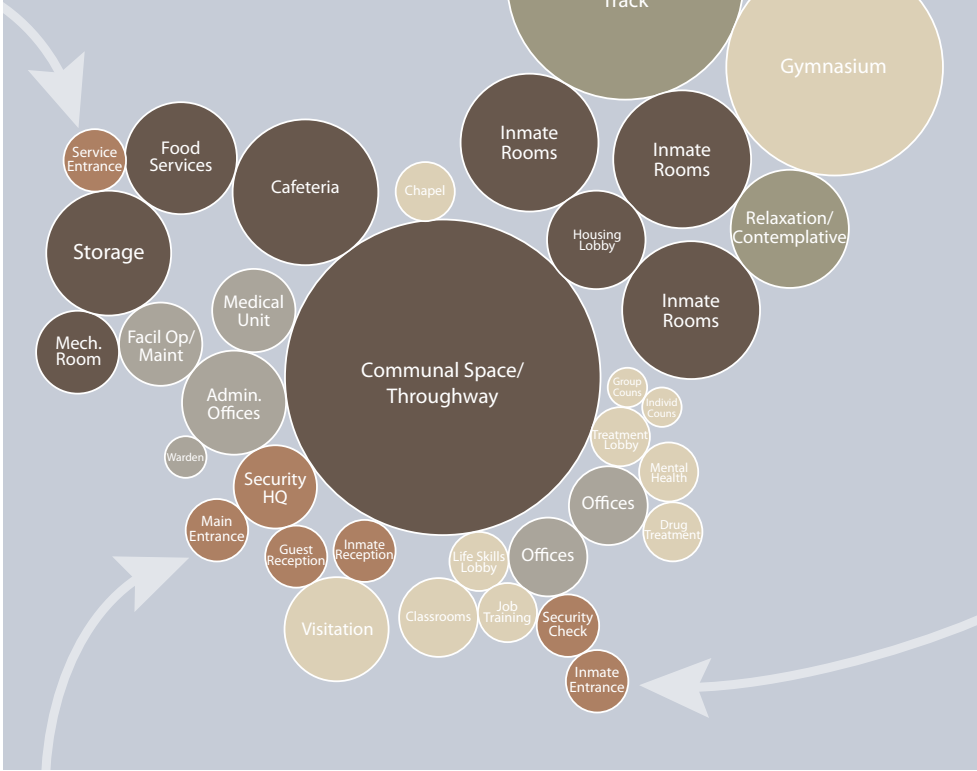 Track
Gymnasium
Inmate
Rooms
Inmate
Rooms
Service
Entrance
Food
Services
Cafeteria
Chapel
Relaxation/
Contemplative
Storage
Housing
Lobby
Medical
Unit
Inmate
Rooms
Mech.
Room
Facil Op/
Maint
Communal Space/
Throughway
Admin.
Offices
Group
Couns
Individ
Couns
Treatment
Lobby
Warden
Mental
Health
Security
HQ
Offices
Main
Entrance
Drug
Treatment
Guest
Reception
Inmate
Reception
Life Skills
Lobby
Offices
Visitation
Classrooms
Job
Training
Security
Check
Inmate
Entrance